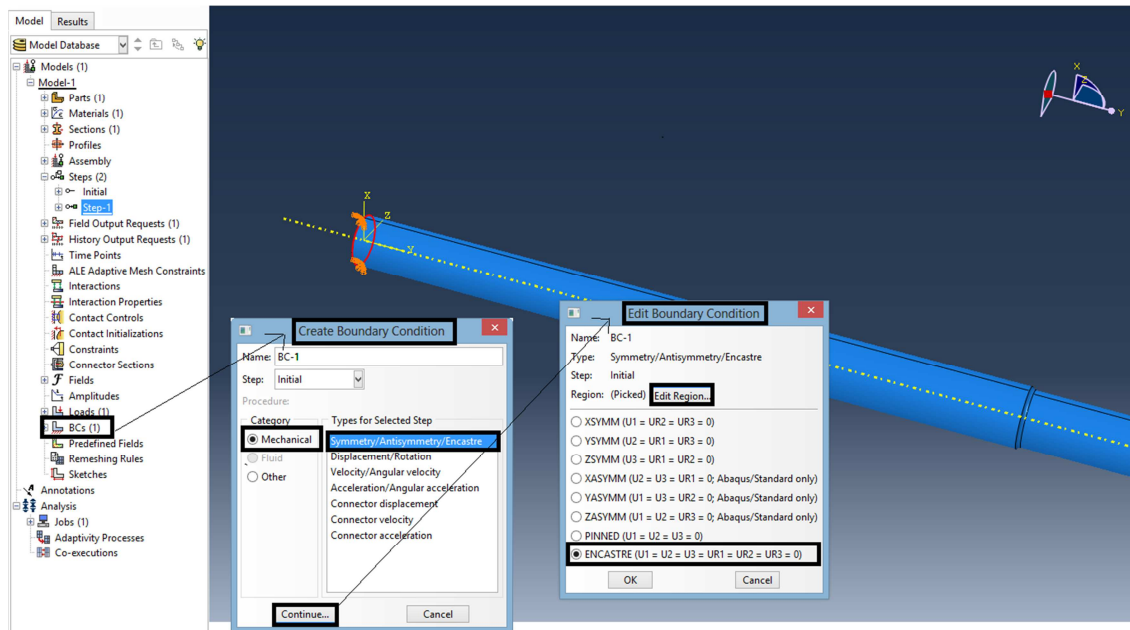 Model Results
Model Database
Models (1)
Model-1
Parts (1)
Materials (1)
Sections (1)
Profiles
Assembly
Steps (2)
Initial
Step-1
Field Output Requests (1)
History Output Requests (1)
Time Points
ALE Adaptive Mesh Constraints
Interactions
Interaction Properties
Contact Controls
Contact Initializations
Constraints
Connector Sections
Fields
Amplitudes
Loads (1)
BCs (1)
Predefined Fields
Remeshing Rules
Sketches
Annotations
Analysis
Jobs (1)
Adaptivity Processes
Co-executions
X
Z
Y
X
Z
Y
Create Boundary Condition
Name: BC-1
Step: Initial
Procedure:
Category
Mechanical
Fluid
Other
Types for Selected Step
Symmetry/Antisymmetry/Encastre
Displacement/Rotation
Velocity/Angular velocity
Acceleration/Angular acceleration
Connector displacement
Connector velocity
Connector acceleration
Continue... Cancel
Edit Boundary Condition
Name: BC-1
Type: Symmetry/Antisymmetry/Encastre
Step: Initial
Region: (Picked) Edit Region...
XSYMM (U1 = UR2 = UR3 = 0)
YSYMM (U2 = UR1 = UR3 = 0)
ZSYMM (U3 = UR1 = UR2 = 0)
XASYMM (U2 = U3 = UR1 = 0; Abaqus/Standard only)
YASYMM (U1 = U3 = UR2 = 0; Abaqus/Standard only)
ZASYMM (U1 = U2 = UR3 = 0; Abaqus/Standard only)
PINNED (U1 = U2 = U3 = 0)
ENCASTRE (U1 = U2 = U3 = UR1 = UR2 = UR3 = 0)
OK Cancel